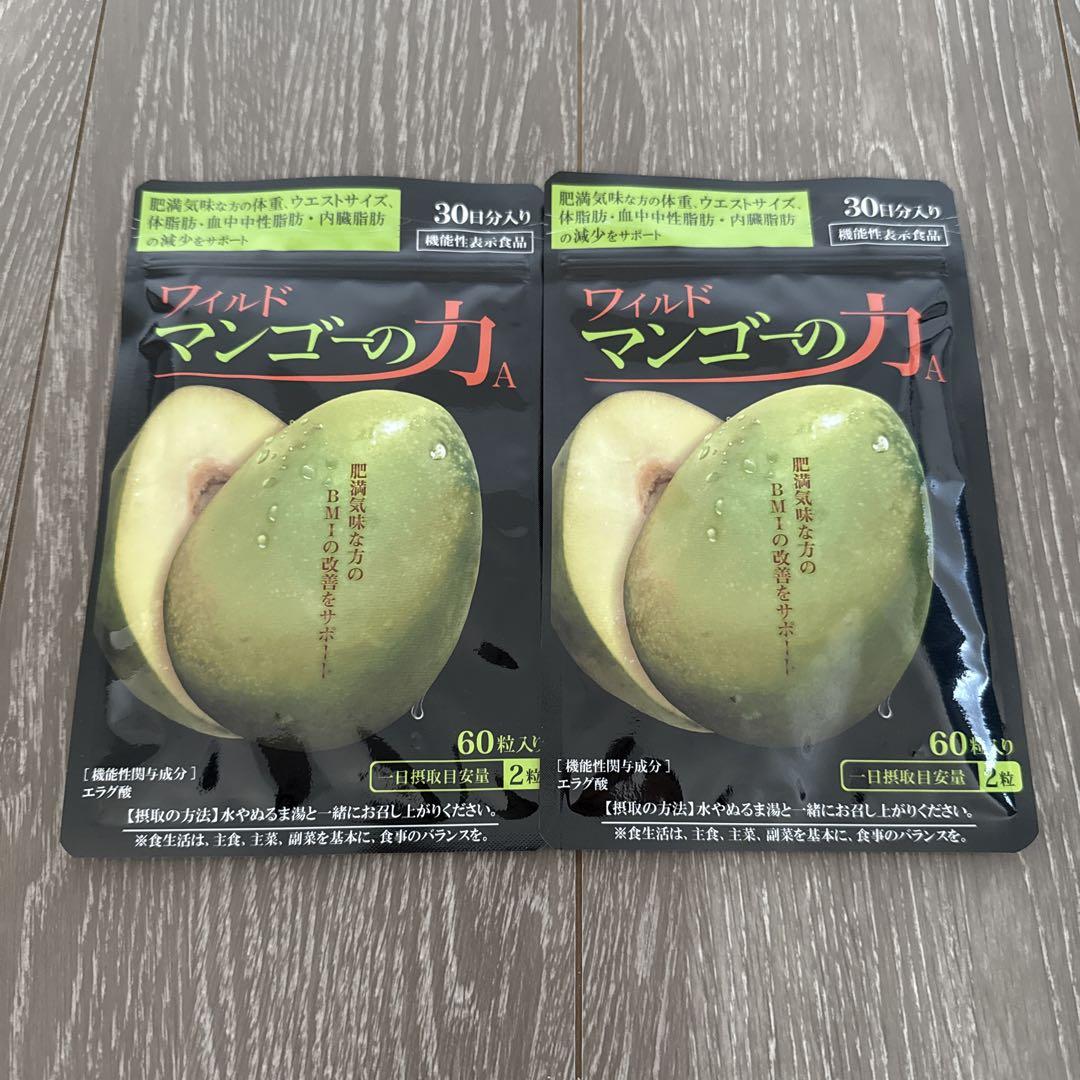 肥満気味な方の体重、ウエストサイズ、
体脂肪・血中中性脂肪・内臓脂肪
の減少をサポート
30日分入り
機能性表示食品
ワイルド
マンゴーの力A
肥満気味な方の
BMIの改善をサポート
60粒入り
[機能性関与成分]
エラグ酸
一日摂取目安量 2粒
【摂取の方法】水やぬるま湯と一緒にお召し上がりください。
※食生活は、主食、主菜、副菜を基本に、食事のバランスを。
肥満気味な方の体重、ウエストサイズ、
体脂肪・血中中性脂肪・内臓脂肪
の減少をサポート
30日分入り
機能性表示食品
ワイルド
マンゴーの力A
肥満気味な方の
BMIの改善をサポート
60粒入り
[機能性関与成分]
エラグ酸
一日摂取目安量 2粒
【摂取の方法】水やぬるま湯と一緒にお召し上がりください。
※食生活は、主食、主菜、副菜を基本に、食事のバランスを。